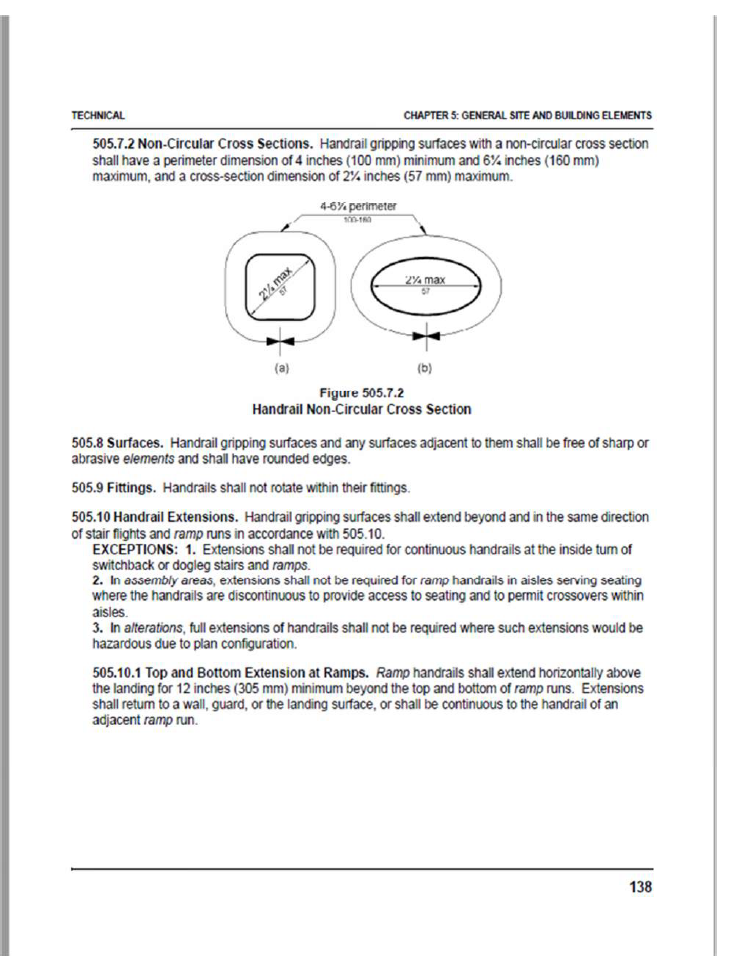 TECHNICAL CHAPTER 5: GENERAL SITE AND BUILDING ELEMENTS
505.7.2 Non-Circular Cross Sections. Handrail gripping surfaces with a non-circular cross section
shall have a perimeter dimension of 4 inches (100 mm) minimum and 6¼ inches (160 mm)
maximum, and a cross-section dimension of 2¼ inches (57 mm) maximum.
4-6¼ perimeter
100-160
2¼ max
57
2¼ max
57
(a) (b)
Figure 505.7.2
Handrail Non-Circular Cross Section
505.8 Surfaces. Handrail gripping surfaces and any surfaces adjacent to them shall be free of sharp or
abrasive elements and shall have rounded edges.
505.9 Fittings. Handrails shall not rotate within their fittings.
505.10 Handrail Extensions. Handrail gripping surfaces shall extend beyond and in the same direction
of stair flights and ramp runs in accordance with 505.10.
EXCEPTIONS: 1. Extensions shall not be required for continuous handrails at the inside turn of
switchback or dogleg stairs and ramps.
2. In assembly areas, extensions shall not be required for ramp handrails in aisles serving seating
where the handrails are discontinuous to provide access to seating and to permit crossovers within
aisles.
3. In alterations, full extensions of handrails shall not be required where such extensions would be
hazardous due to plan configuration.
505.10.1 Top and Bottom Extension at Ramps. Ramp handrails shall extend horizontally above
the landing for 12 inches (305 mm) minimum beyond the top and bottom of ramp runs. Extensions
shall return to a wall, guard, or the landing surface, or shall be continuous to the handrail of an
adjacent ramp run.
138